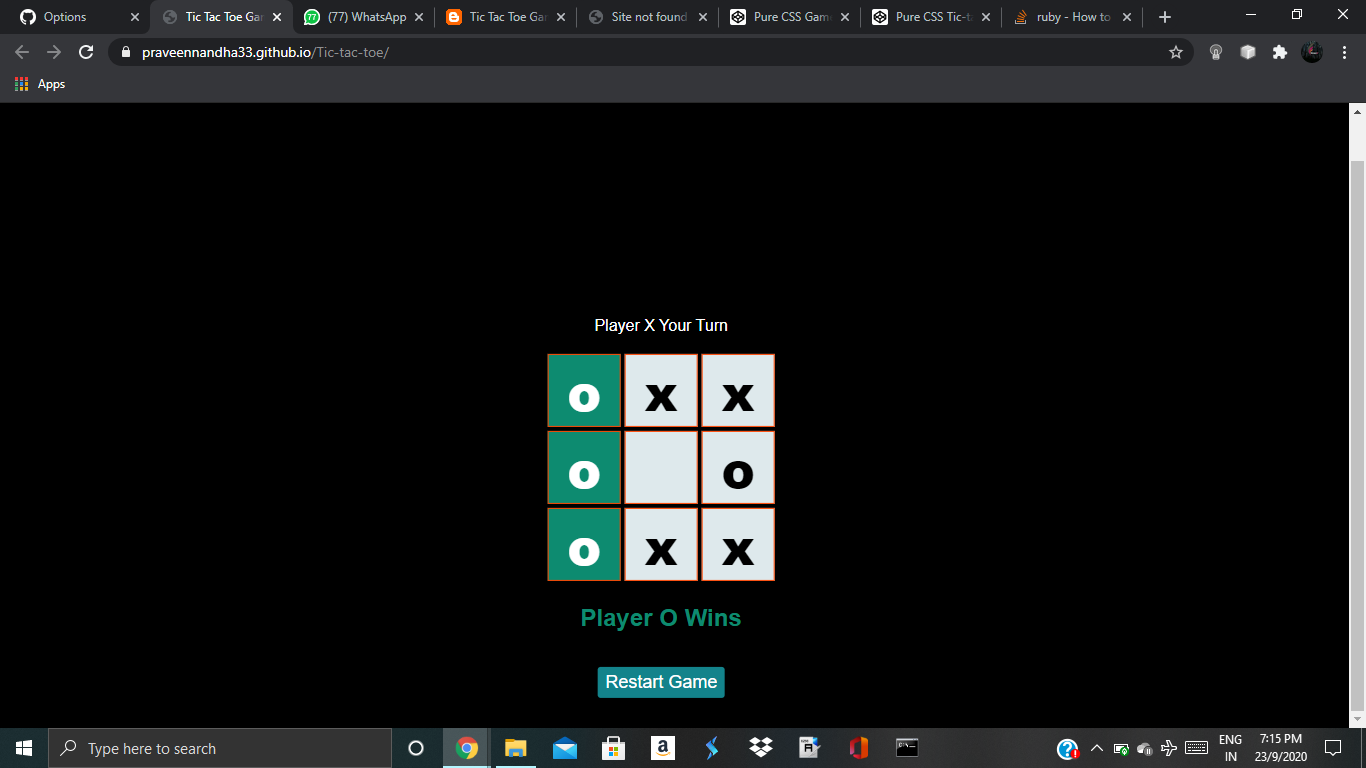 Options
Tic Tac Toe Gar
77
(77) WhatsApp
Tic Tac Toe Gar
Site not found
Pure CSS Gam
Pure CSS Tic-t
ruby - How to
praveennandha33.github.io/Tic-tac-toe/
Apps
Player X Your Turn
o x x
o o
o x x
Player O Wins
Restart Game
Type here to search
a
ENG
IN
7:15 PM
23/9/2020